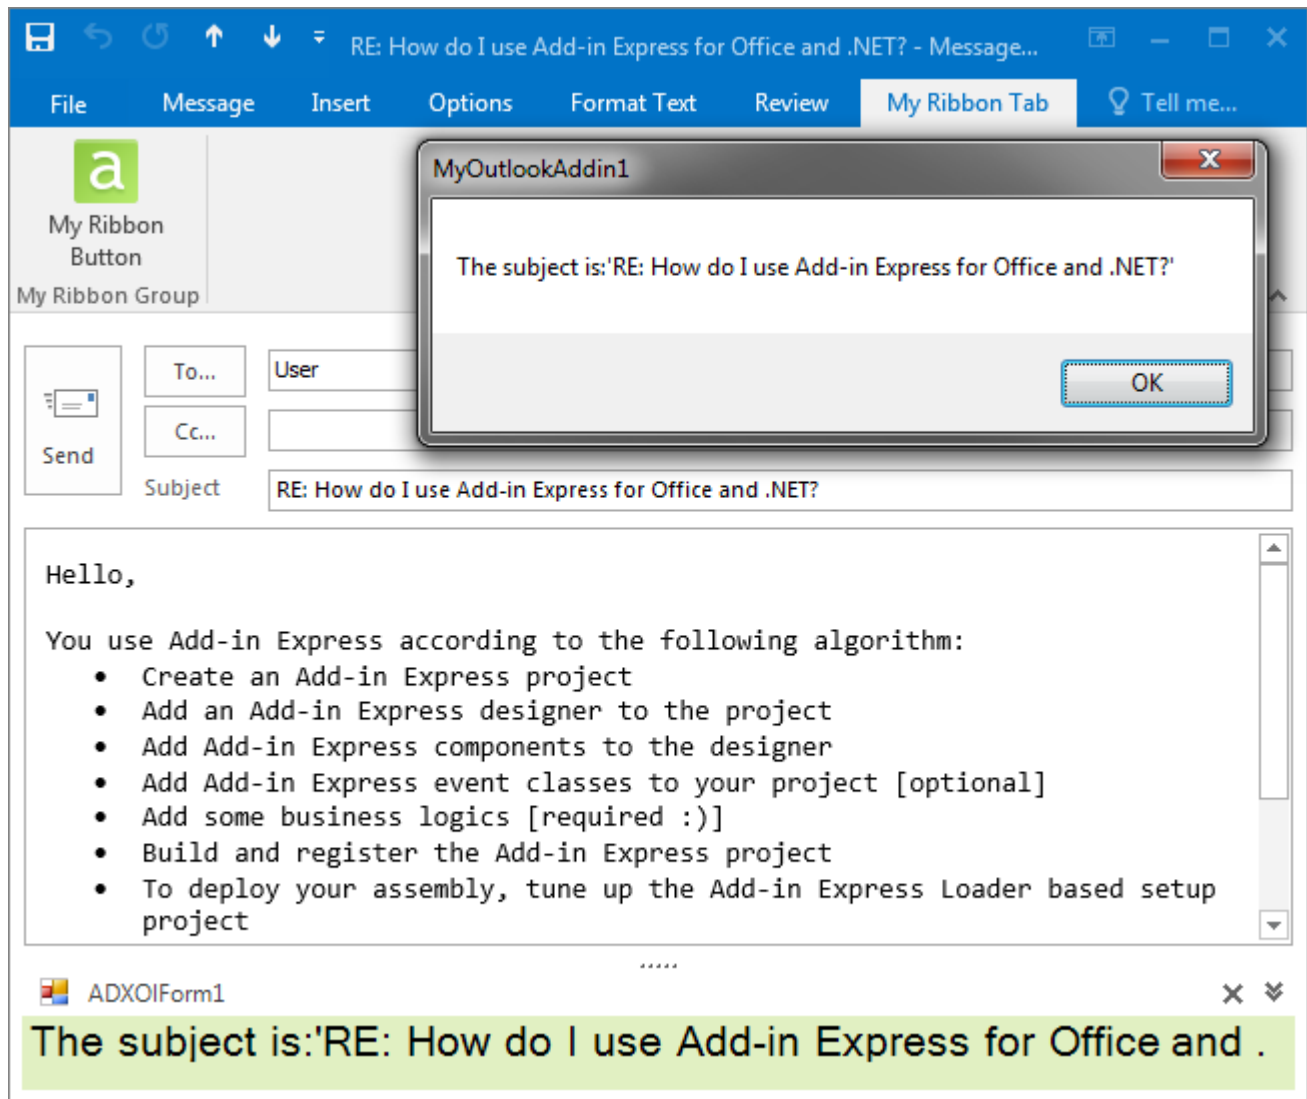 RE: How do I use Add-in Express for Office and .NET? - Message...
File Message Insert Options Format Text Review My Ribbon Tab Tell me...
a
My Ribbon
Button
My Ribbon Group
MyOutlookAddin1
The subject is:'RE: How do I use Add-in Express for Office and .NET?'
OK
Send
To... User
Cc...
Subject RE: How do I use Add-in Express for Office and .NET?
Hello,
You use Add-in Express according to the following algorithm:
• Create an Add-in Express project
• Add an Add-in Express designer to the project
• Add Add-in Express components to the designer
• Add Add-in Express event classes to your project [optional]
• Add some business logics [required :)]
• Build and register the Add-in Express project
• To deploy your assembly, tune up the Add-in Express Loader based setup
project
ADXOlForm1
The subject is:'RE: How do I use Add-in Express for Office and .